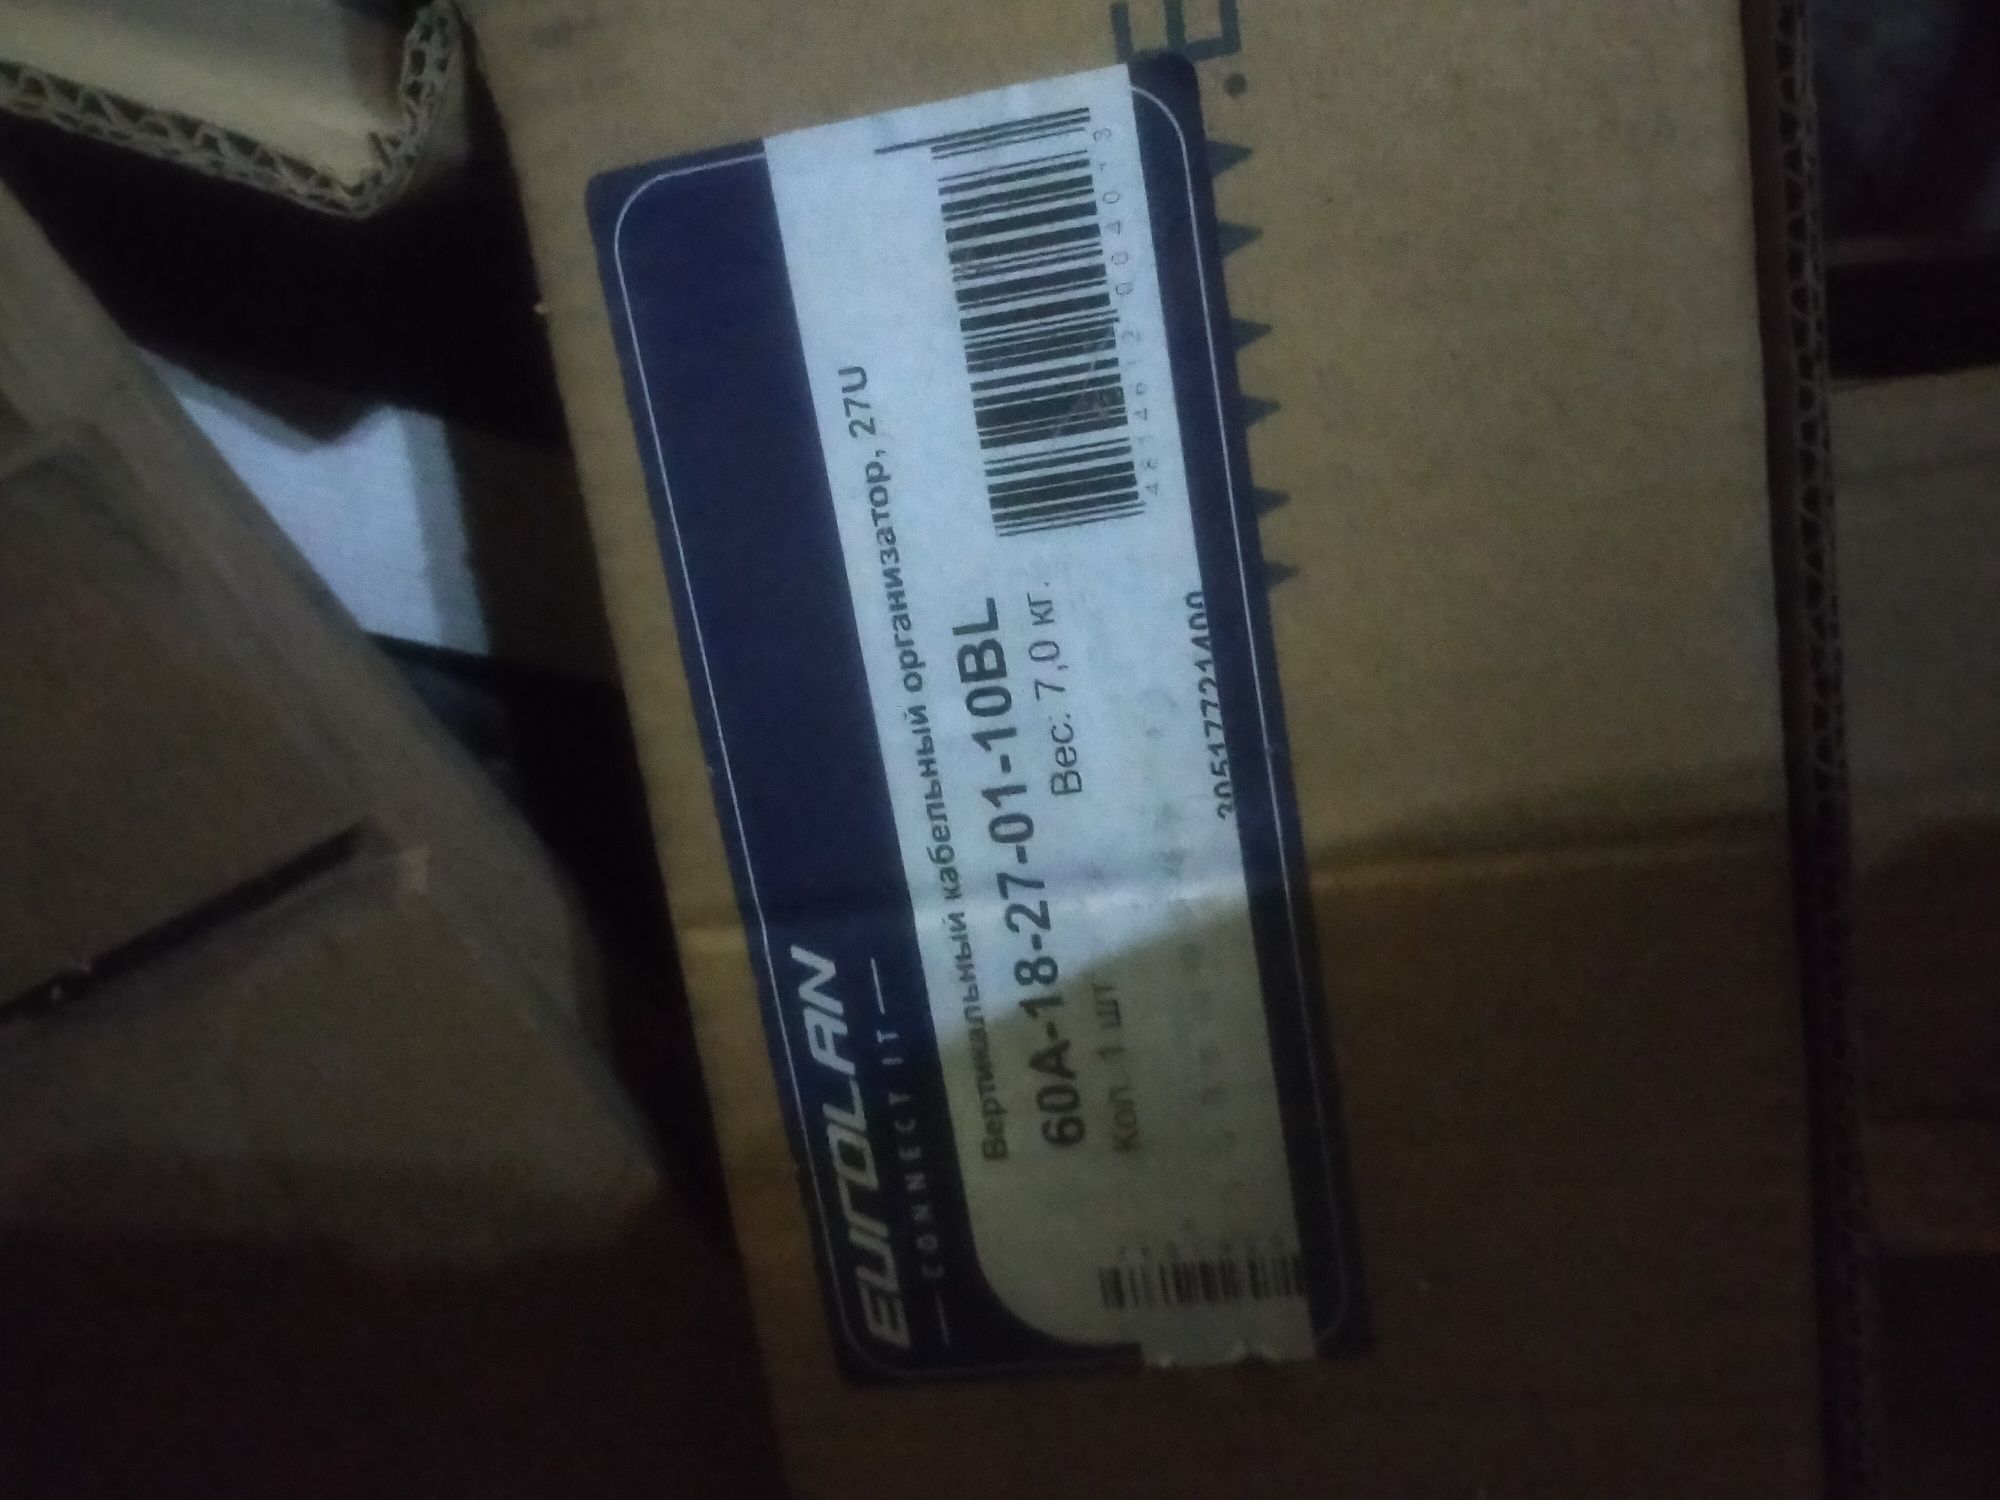 EUROLAN
CONNECT IT
Вертикальный кабельный организатор, 27U
60A-18-27-01-10BL
Кол. 1 шт
Вес: 7,0 кг.
4814012004013